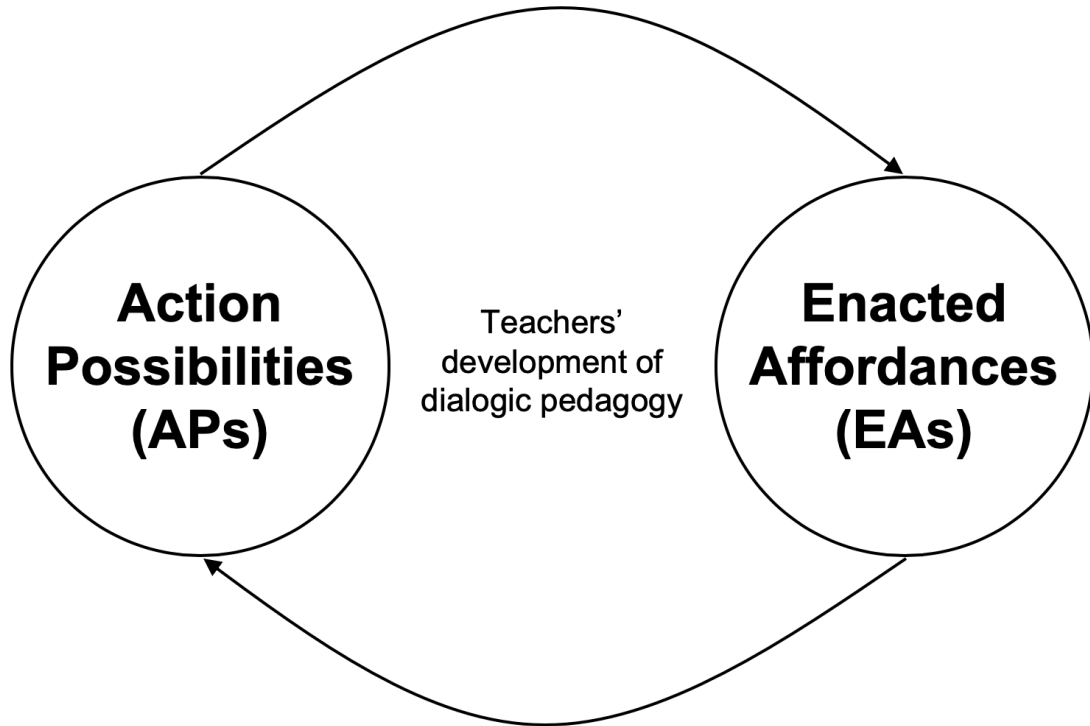 Action
Possibilities
(APs)
Teachers’
development of
dialogic pedagogy
Enacted
Affordances
(EAs)